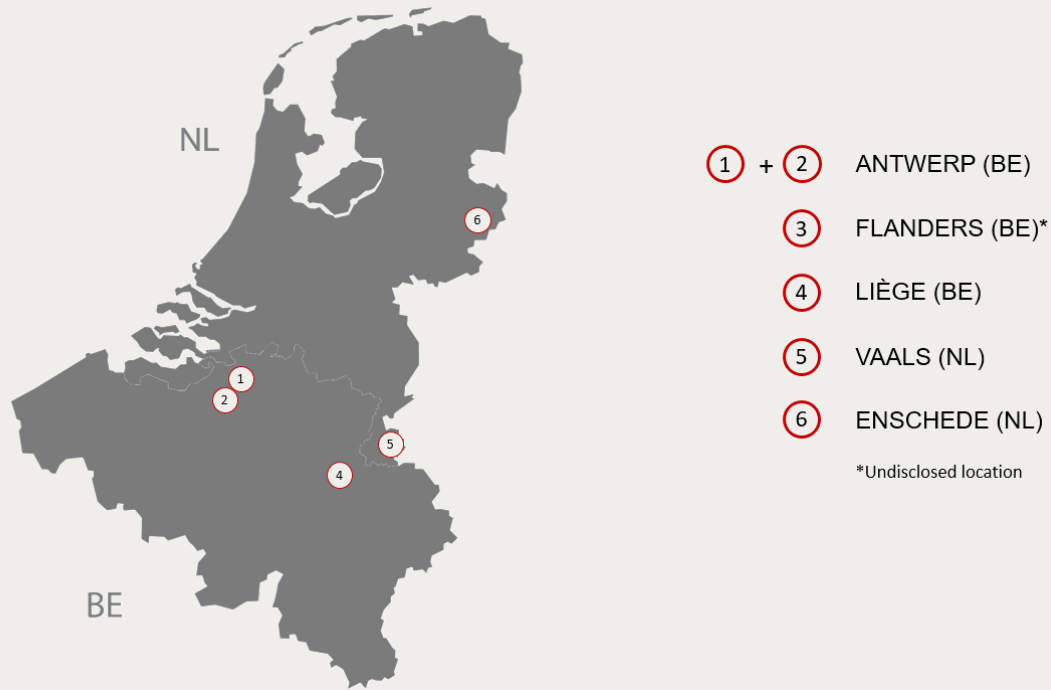 NL
6
1
2
5
4
BE
1 + 2 ANTWERP (BE)
3 FLANDERS (BE)*
4 LIÈGE (BE)
5 VAALS (NL)
6 ENSCHEDE (NL)
*Undisclosed location